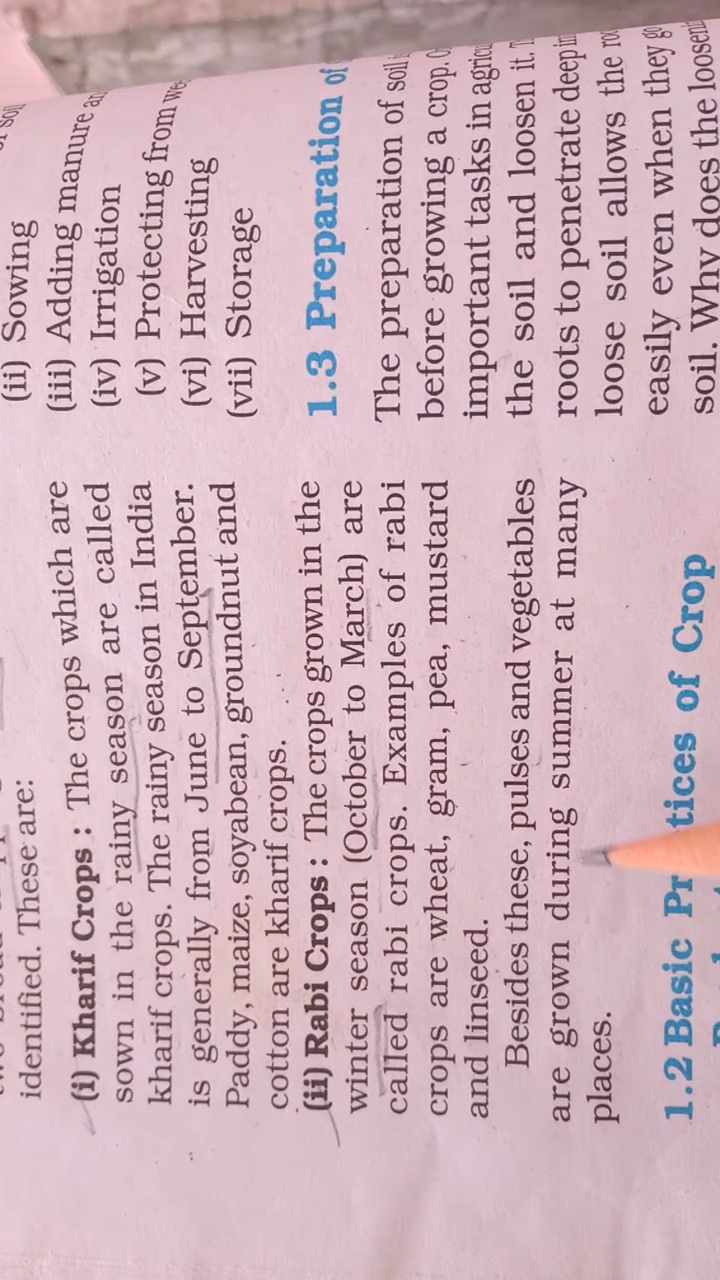 identified. These are:
(i) Kharif Crops : The crops which are
sown in the rainy season are called
kharif crops. The rainy season in India
is generally from June to September.
Paddy, maize, soyabean, groundnut and
cotton are kharif crops.
(ii) Rabi Crops : The crops grown in the
winter season (October to March) are
called rabi crops. Examples of rabi
crops are wheat, gram, pea, mustard
and linseed.
Besides these, pulses and vegetables
are grown during summer at many
places.
1.2 Basic of Crop
(ii) Sowing
(iii) Adding manure
(iv) Irrigation
(v) Protecting from
(vi) Harvesting
(vii) Storage
1.3 Preparation of
The preparation of soil
before growing a crop.
important tasks in
the soil and loosen it.
roots to penetrate deep
loose soil allows the
easily even when they
soil. Why does the